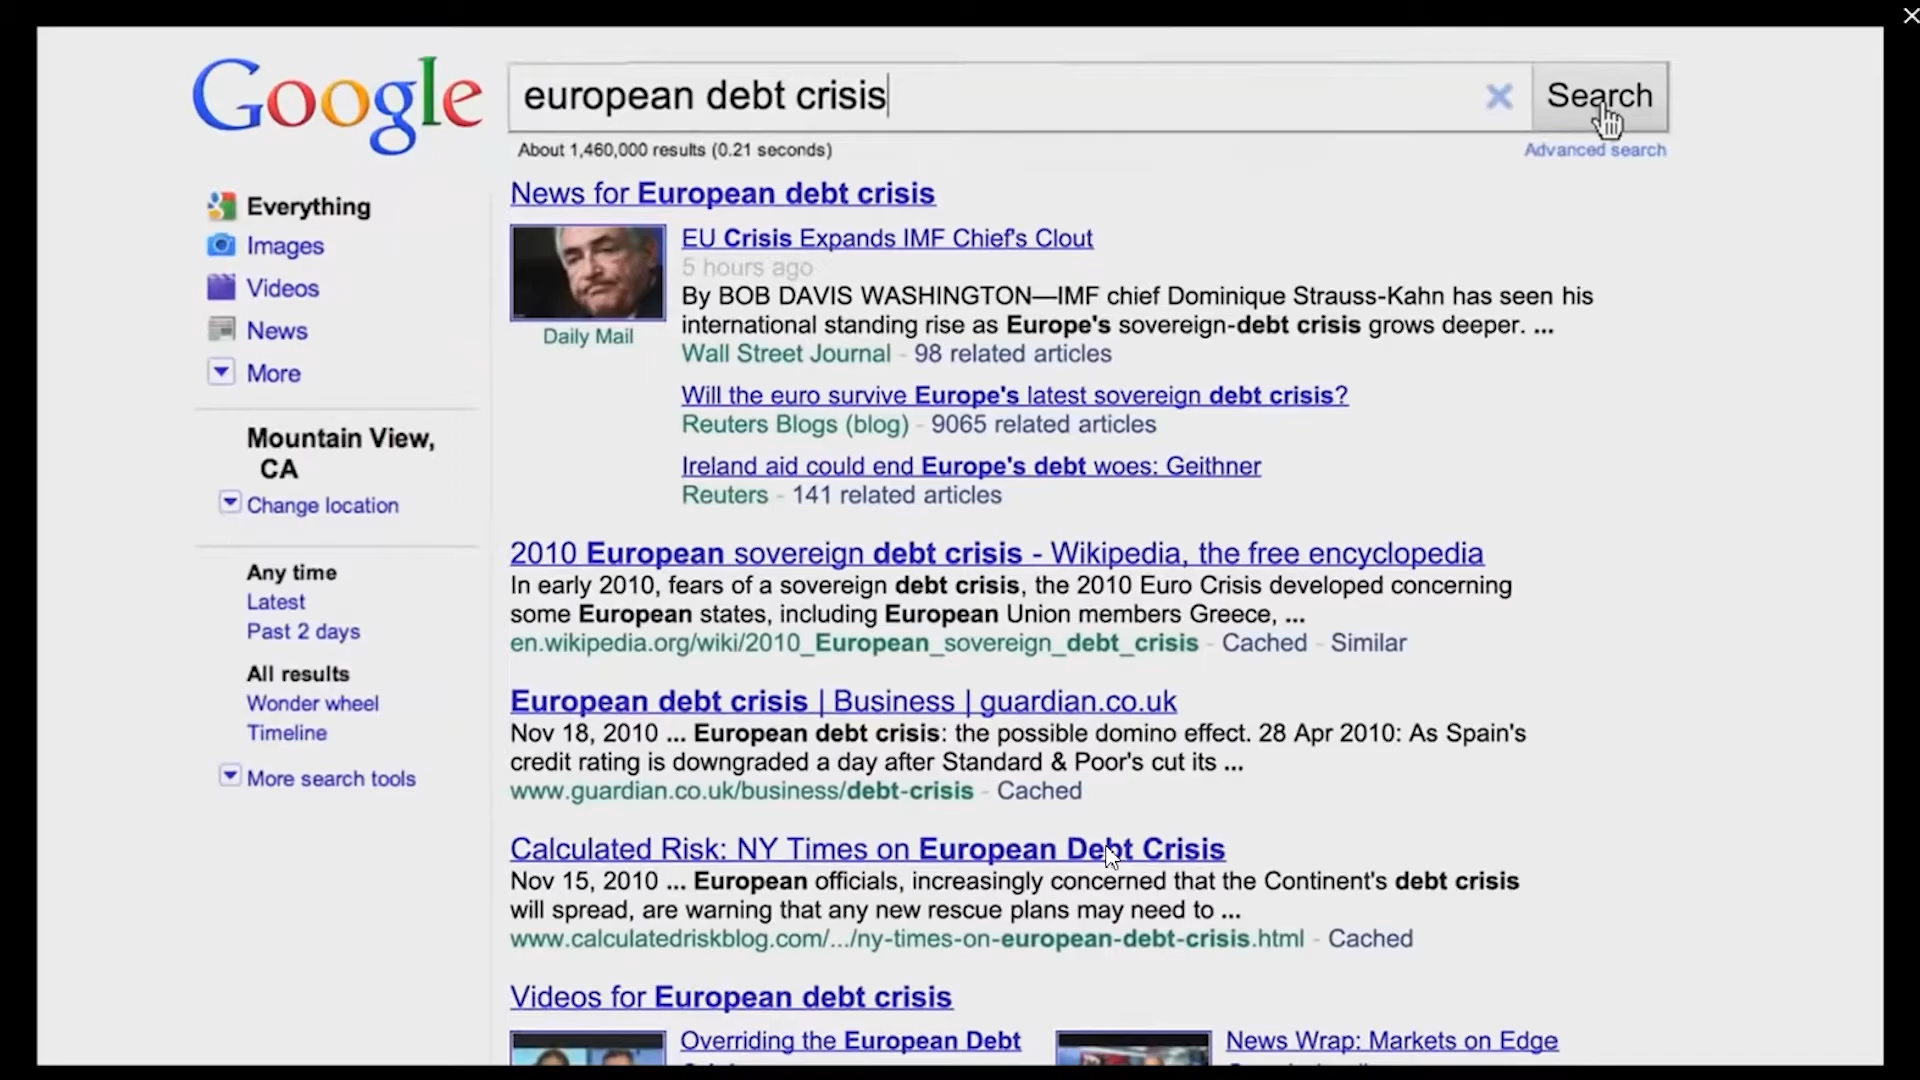 Google
european debt crisis
Search
About 1,460,000 results (0.21 seconds)
Advanced search
Everything
Images
Videos
News
More
Mountain View,
CA
Change location
Any time
Latest
Past 2 days
All results
Wonder wheel
Timeline
More search tools
News for European debt crisis
Daily Mail
EU Crisis Expands IMF Chief's Clout
5 hours ago
By BOB DAVIS WASHINGTON—IMF chief Dominique Strauss-Kahn has seen his
international standing rise as Europe's sovereign-debt crisis grows deeper. ...
Wall Street Journal - 98 related articles
Will the euro survive Europe's latest sovereign debt crisis?
Reuters Blogs (blog) - 9065 related articles
Ireland aid could end Europe's debt woes: Geithner
Reuters - 141 related articles
2010 European sovereign debt crisis - Wikipedia, the free encyclopedia
In early 2010, fears of a sovereign debt crisis, the 2010 Euro Crisis developed concerning
some European states, including European Union members Greece, ...
en.wikipedia.org/wiki/2010_European_sovereign_debt_crisis - Cached - Similar
European debt crisis | Business | guardian.co.uk
Nov 18, 2010 ... European debt crisis: the possible domino effect. 28 Apr 2010: As Spain's
credit rating is downgraded a day after Standard & Poor's cut its ...
www.guardian.co.uk/business/debt-crisis - Cached
Calculated Risk: NY Times on European Debt Crisis
Nov 15, 2010 ... European officials, increasingly concerned that the Continent's debt crisis
will spread, are warning that any new rescue plans may need to ...
www.calculatedriskblog.com/.../ny-times-on-european-debt-crisis.html - Cached
Videos for European debt crisis
Overriding the European Debt
News Wrap: Markets on Edge